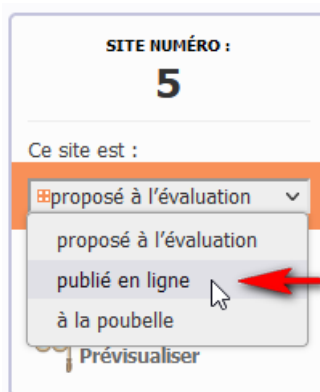 SITE NUMÉRO :
5
Ce site est :
proposé à l’évaluation
proposé à l’évaluation
publié en ligne
à la poubelle
Prévisualiser